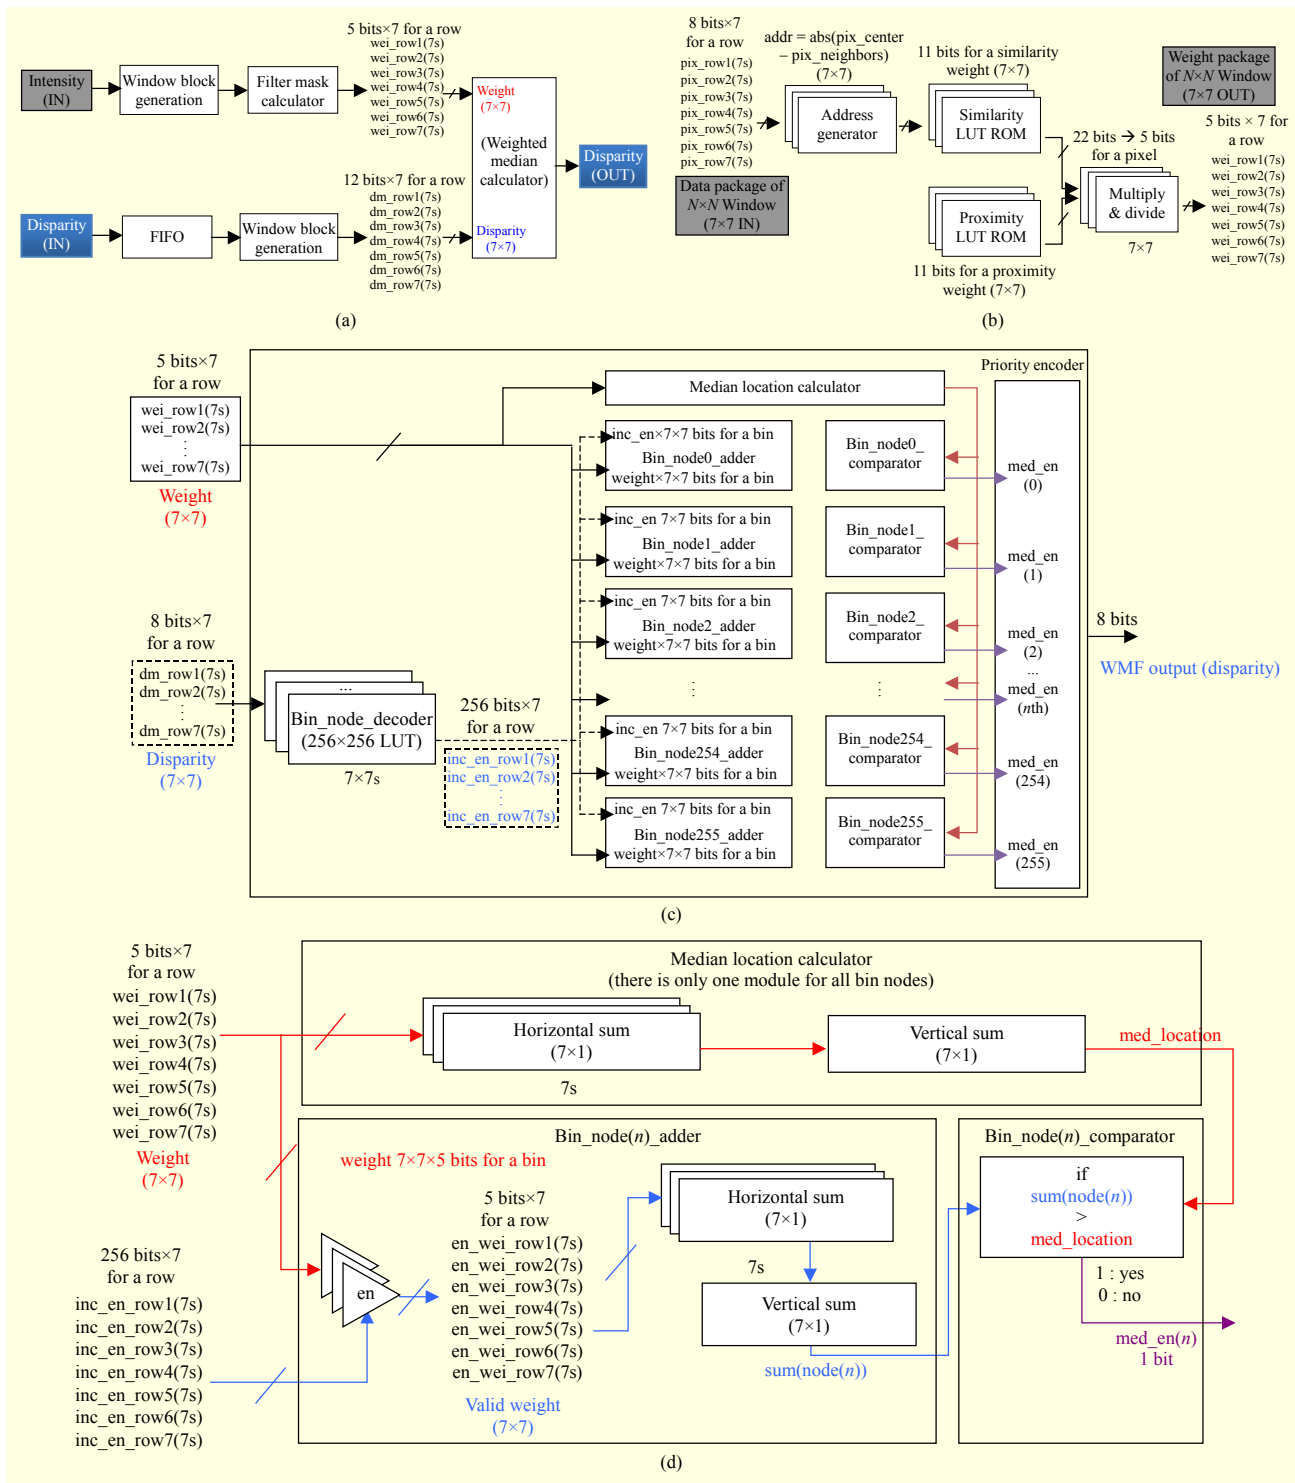 5 bits×7 for a row
wei_row1(7s)
wei_row2(7s)
wei_row3(7s)
wei_row4(7s)
wei_row5(7s)
wei_row6(7s)
wei_row7(7s)
Intensity
(IN)
Window block
generation
Filter mask
calculator
Weight
(7×7)
(Weighted
median
calculator)
Disparity
(7×7)
Disparity
(OUT)
12 bits×7 for a row
dm_row1(7s)
dm_row2(7s)
dm_row3(7s)
dm_row4(7s)
dm_row5(7s)
dm_row6(7s)
dm_row7(7s)
Disparity
(IN)
FIFO
Window block
generation
(a)
8 bits×7
for a row
pix_row1(7s)
pix_row2(7s)
pix_row3(7s)
pix_row4(7s)
pix_row5(7s)
pix_row6(7s)
pix_row7(7s)
Data package of
N×N Window
(7×7 IN)
addr = abs(pix_center
– pix_neighbors)
(7×7)
Address
generator
11 bits for a similarity
weight (7×7)
Similarity
LUT ROM
Proximity
LUT ROM
11 bits for a proximity
weight (7×7)
22 bits → 5 bits
for a pixel
Multiply
& divide
7×7
Weight package
of N×N Window
(7×7 OUT)
5 bits × 7 for
a row
wei_row1(7s)
wei_row2(7s)
wei_row3(7s)
wei_row4(7s)
wei_row5(7s)
wei_row6(7s)
wei_row7(7s)
(b)
5 bits×7
for a row
wei_row1(7s)
wei_row2(7s)
⋮
wei_row7(7s)
Weight
(7×7)
8 bits×7
for a row
dm_row1(7s)
dm_row2(7s)
⋮
dm_row7(7s)
Disparity
(7×7)
...
Bin_node_decoder
(256×256 LUT)
7×7s
256 bits×7
for a row
inc_en_row1(7s)
inc_en_row2(7s)
⋮
inc_en_row7(7s)
Median location calculator
inc_en×7×7 bits for a bin
Bin_node0_adder
weight×7×7 bits for a bin
inc_en 7×7 bits for a bin
Bin_node1_adder
weight×7×7 bits for a bin
inc_en 7×7 bits for a bin
Bin_node2_adder
weight×7×7 bits for a bin
⋮
inc_en 7×7 bits for a bin
Bin_node254_adder
weight×7×7 bits for a bin
inc_en 7×7 bits for a bin
Bin_node255_adder
weight×7×7 bits for a bin
Bin_node0_
comparator
Bin_node1_
comparator
Bin_node2_
comparator
⋮
Bin_node254_
comparator
Bin_node255_
comparator
Priority encoder
med_en
(0)
med_en
(1)
med_en
(2)
...
med_en
(nth)
med_en
(254)
med_en
(255)
8 bits
WMF output (disparity)
(c)
5 bits×7
for a row
wei_row1(7s)
wei_row2(7s)
wei_row3(7s)
wei_row4(7s)
wei_row5(7s)
wei_row6(7s)
wei_row7(7s)
Weight
(7×7)
256 bits×7
for a row
inc_en_row1(7s)
inc_en_row2(7s)
inc_en_row3(7s)
inc_en_row4(7s)
inc_en_row5(7s)
inc_en_row6(7s)
inc_en_row7(7s)
Median location calculator
(there is only one module for all bin nodes)
Horizontal sum
(7×1)
7s
Vertical sum
(7×1)
med_location
Bin_node(n)_adder
weight 7×7×5 bits for a bin
en
5 bits×7
for a row
en_wei_row1(7s)
en_wei_row2(7s)
en_wei_row3(7s)
en_wei_row4(7s)
en_wei_row5(7s)
en_wei_row6(7s)
en_wei_row7(7s)
Valid weight
(7×7)
Horizontal sum
(7×1)
7s
Vertical sum
(7×1)
sum(node(n))
Bin_node(n)_comparator
if
sum(node(n))
>
med_location
1 : yes
0 : no
med_en(n)
1 bit
(d)